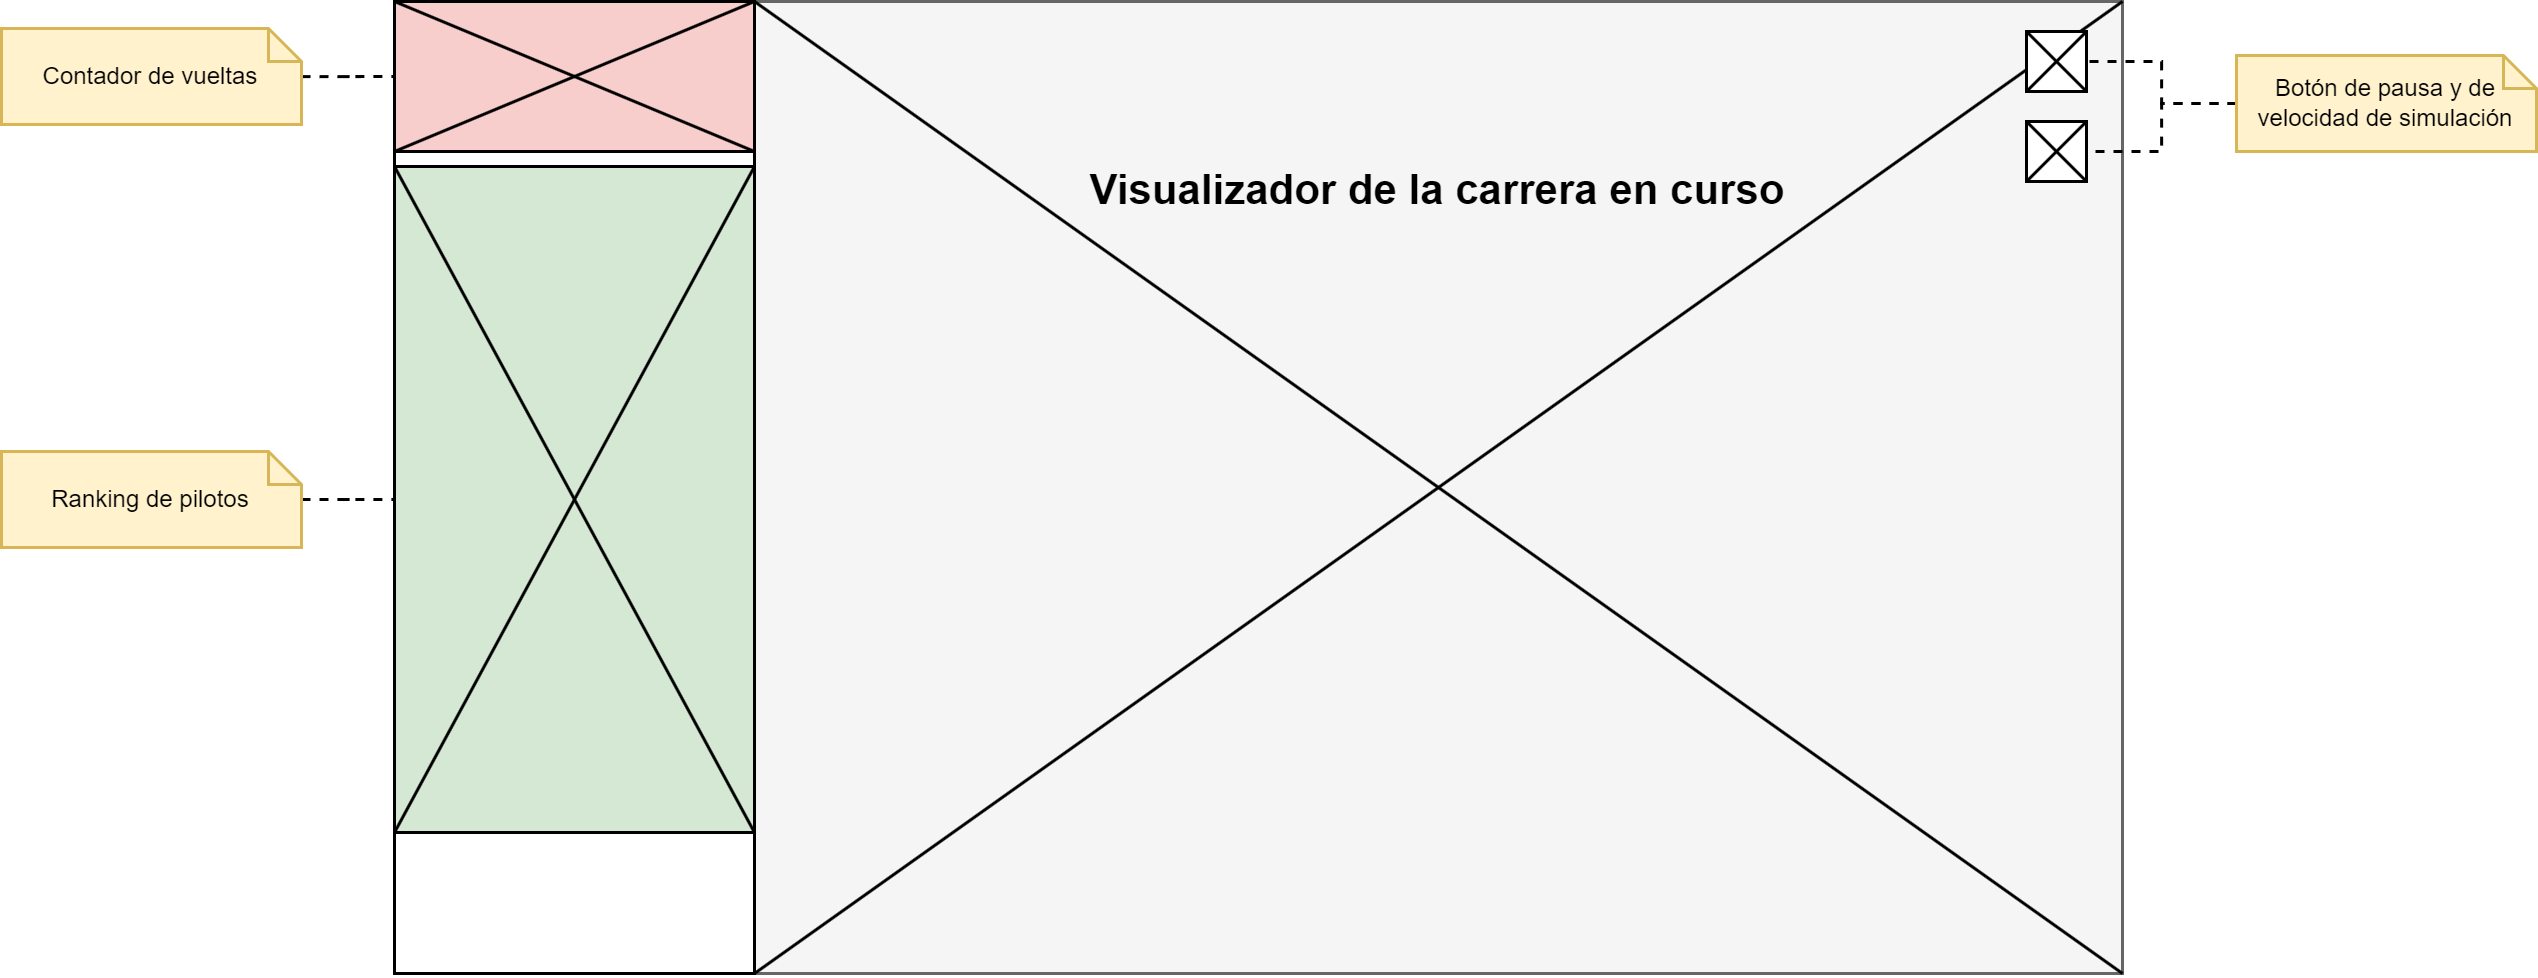 Contador de vueltas
Botón de pausa y de
velocidad de simulación
Visualizador de la carrera en curso
Ranking de pilotos